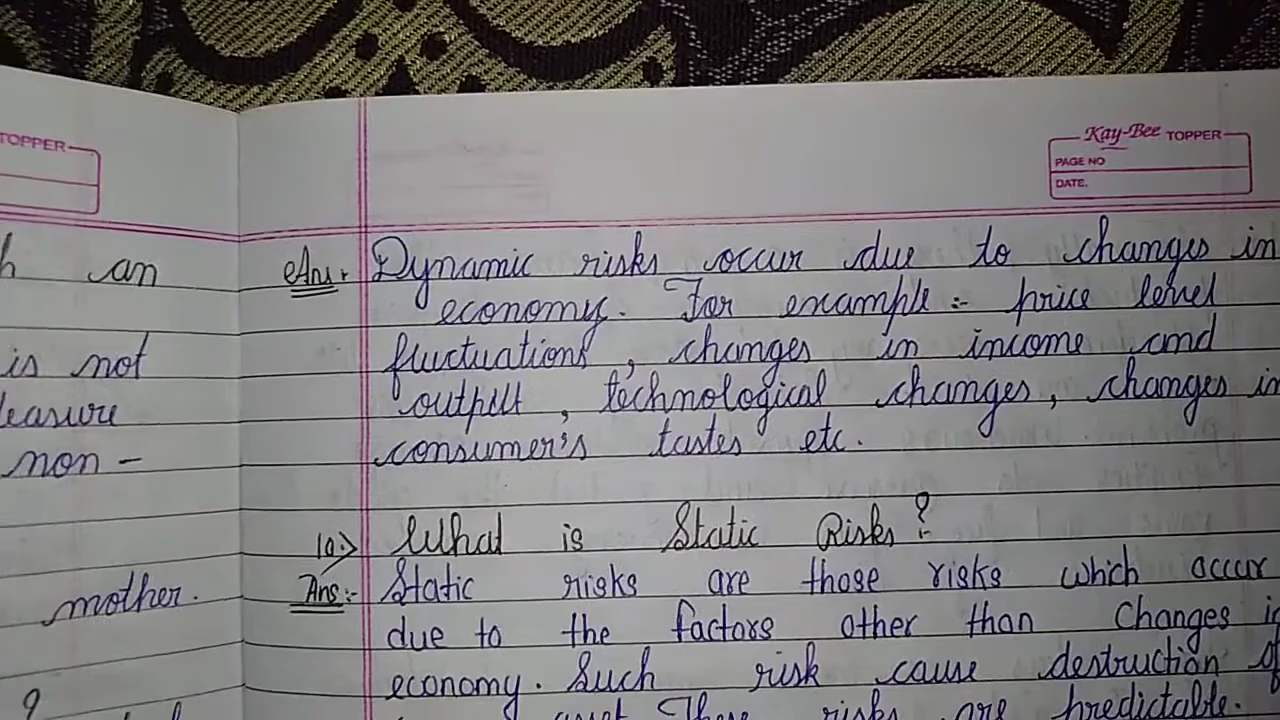 TOPPER
Kay-Bee TOPPER
PAGE NO
DATE.
h an
is not
leasure
non -
mother.
9
Ans:- Dynamic risks occur due to changes in
economy. For example :- price level
fluctuations, changes in income and
output, technological changes, changes in
consumer's tastes etc.
10.> What is Static Risks?
Ans:- Static risks are those risks which occur
due to the factors other than changes in
economy. Such risk cause destruction of
asset. These risks are predictable.